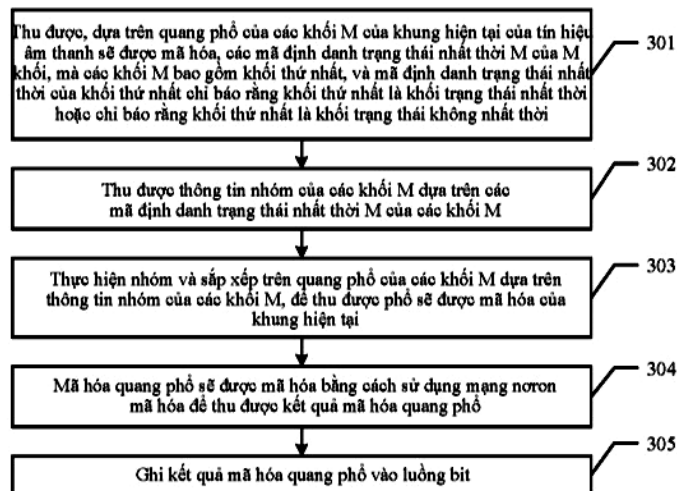 Thu được, dựa trên quang phổ của các khối M của khung hiện tại của tín hiệu
âm thanh sẽ được mã hóa, các mã định danh trạng thái nhất thời M của M
khối, mà các khối M bao gồm khối thứ nhất, và mã định danh trạng thái nhất
thời của khối thứ nhất chỉ báo rằng khối thứ nhất là khối trạng thái nhất thời
hoặc chỉ báo rằng khối thứ nhất là khối trạng thái không nhất thời
301
Thu được thông tin nhóm của các khối M dựa trên các
mã định danh trạng thái nhất thời M của các khối M
302
Thực hiện nhóm và sắp xếp trên quang phổ của các khối M dựa trên
thông tin nhóm của các khối M, để thu được phổ sẽ được mã hóa của
khung hiện tại
303
Mã hóa quang phổ sẽ được mã hóa bằng cách sử dụng mạng nơron
mã hóa để thu được kết quả mã hóa quang phổ
304
Ghi kết quả mã hóa quang phổ vào luồng bit
305